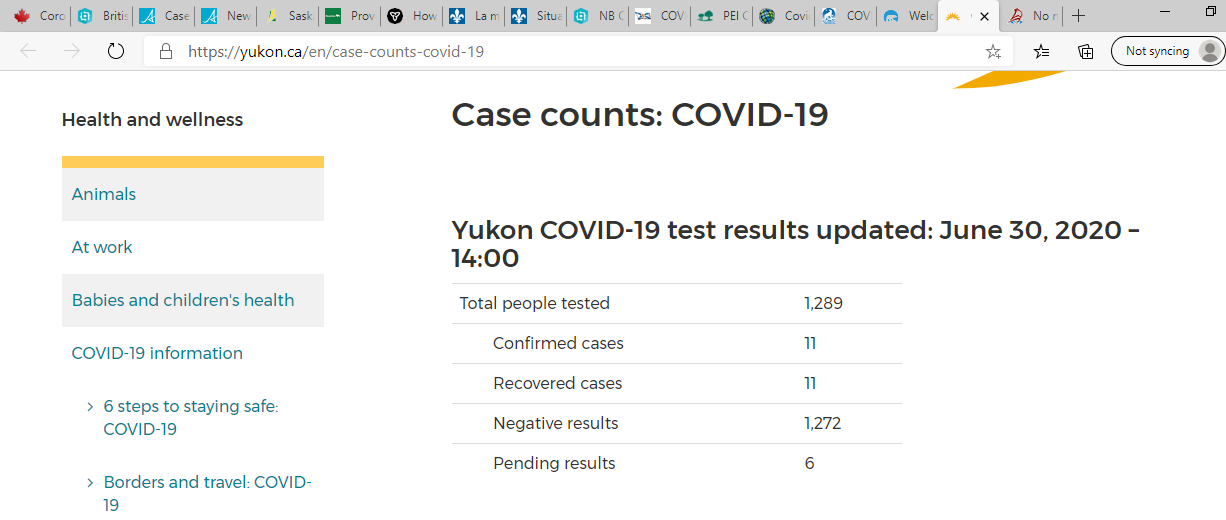 Coro
Britis
Case
New
Sask
Prov
How
La m
Situa
NB C
COV
PEI C
Covi
COV
Welc
No n
https://yukon.ca/en/case-counts-covid-19
Not syncing
Health and wellness
Animals
At work
Babies and children's health
COVID-19 information
6 steps to staying safe:
COVID-19
Borders and travel: COVID-
19
Case counts: COVID-19
Yukon COVID-19 test results updated: June 30, 2020 –
14:00
Total people tested 1,289
Confirmed cases 11
Recovered cases 11
Negative results 1,272
Pending results 6